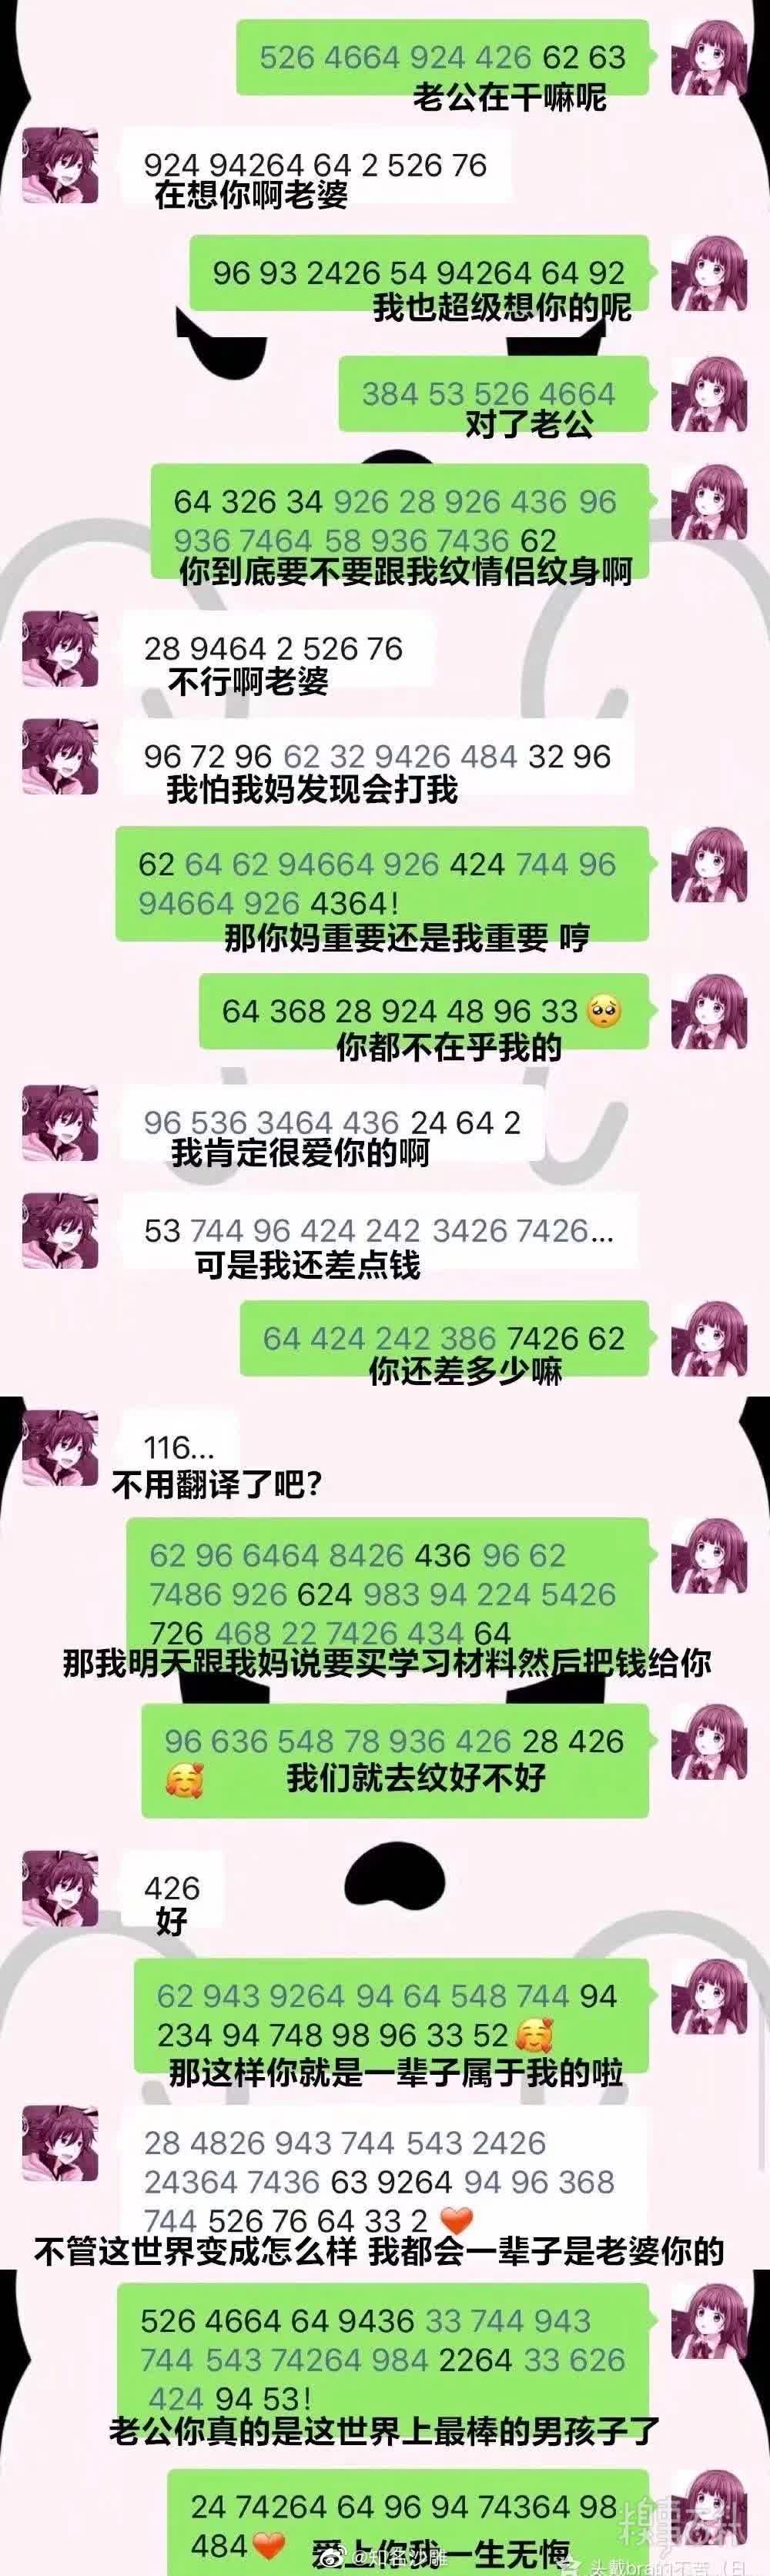 526 4664 924 426 62 63
老公在干嘛呢
924 94264 64 2 526 76
在想你啊老婆
96 93 2426 54 94264 64 92
我也超级想你的呢
384 53 526 4664
对了老公
64 326 34 926 28 926 436 96
936 7464 58 936 7436 62
你到底要不要跟我纹情侣纹身啊
28 9464 2 526 76
不行啊老婆
96 72 96 62 32 9426 484 32 96
我怕我妈发现会打我
62 64 62 94664 926 424 744 96
94664 926 4364!
那你妈重要还是我重要 哼
64 368 28 924 48 96 33🥺
你都不在乎我的
96 536 3464 436 24 64 2
我肯定很爱你的啊
53 744 96 424 242 3426 7426...
可是我还差点钱
64 424 242 386 7426 62
你还差多少嘛
116...
不用翻译了吧?
62 96 6464 8426 436 96 62
7486 926 624 983 94 224 5426
726 468 22 7426 434 64
那我明天跟我妈说要买学习材料然后把钱给你
96 636 548 78 936 426 28 426
🥰 我们就去纹好不好
426
好
62 943 9264 94 64 548 744 94
234 94 748 98 96 33 52🥰
那这样你就是一辈子属于我的啦
28 4826 943 744 543 2426
24364 7436 63 9264 94 96 368
744 526 76 64 33 2 ❤️
不管这世界变成怎么样 我都会一辈子是老婆你的
526 4664 64 9436 33 744 943
744 543 74264 984 2264 33 626
424 94 53!
老公你真的是这世界上最棒的男孩子了
24 74264 64 96 94 74364 98
484❤️ 爱上你我一生无悔
@知名沙雕
糗事百科